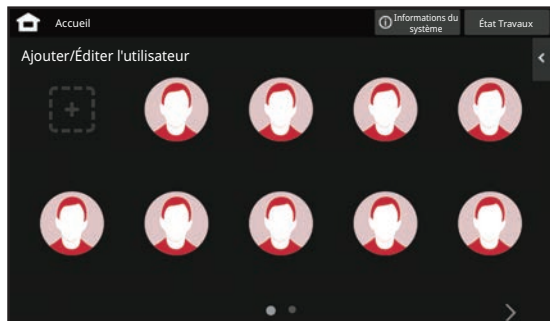 Accueil
Informations du
système
État Travaux
Ajouter/Éditer l'utilisateur